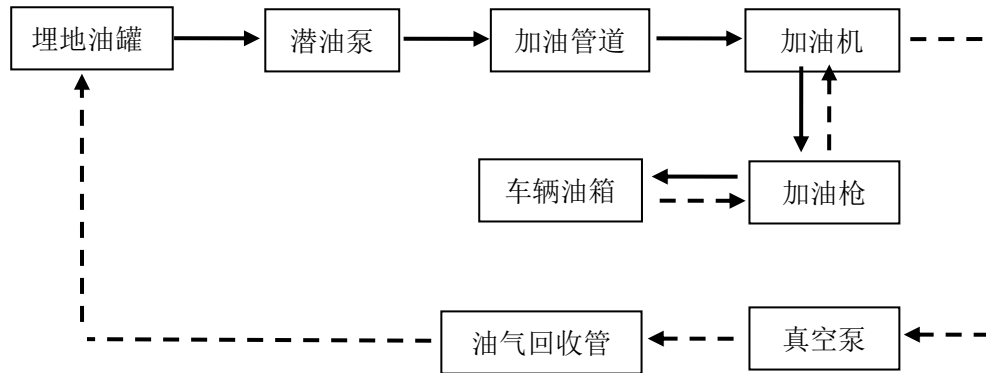 埋地油罐
潜油泵
加油管道
加油机
车辆油箱
加油枪
油气回收管
真空泵